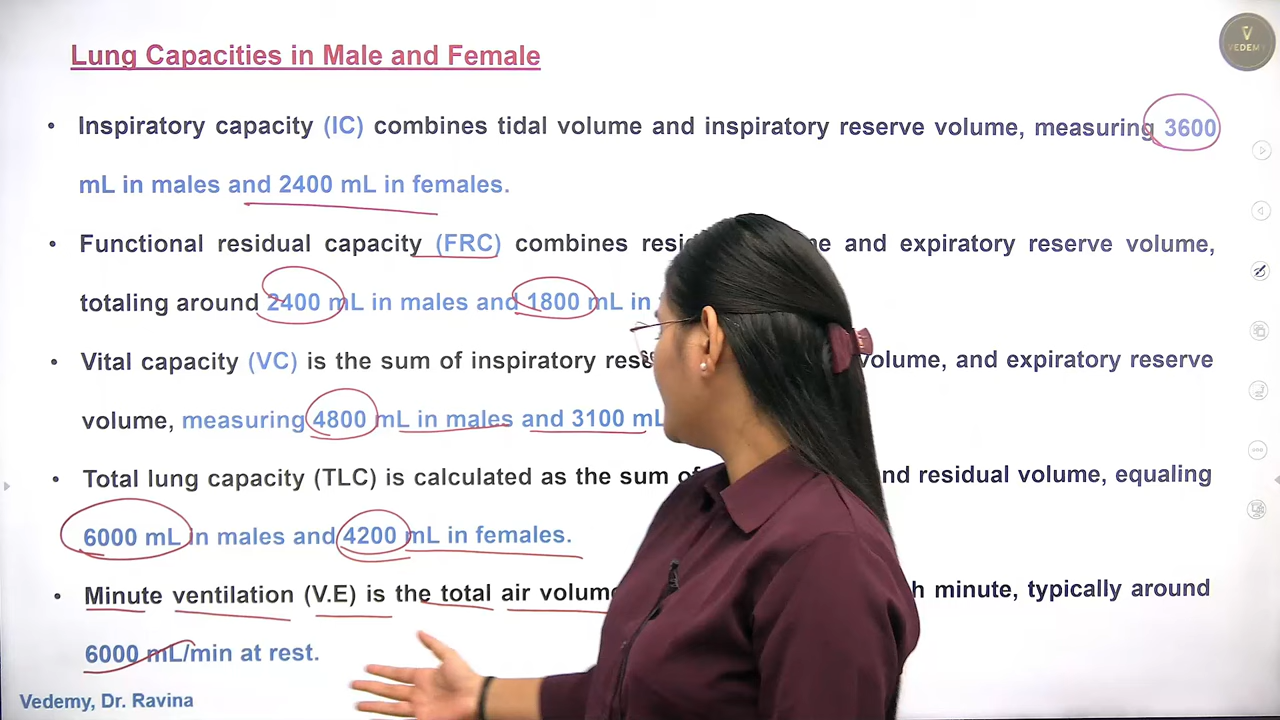 Lung Capacities in Male and Female
VEDEMY
• Inspiratory capacity (IC) combines tidal volume and inspiratory reserve volume, measuring 3600
mL in males and 2400 mL in females.
• Functional residual capacity (FRC) combines and expiratory reserve volume,
totaling around 2400 mL in males and 1800 mL in
• Vital capacity (VC) is the sum of inspiratory volume, and expiratory reserve
volume, measuring 4800 mL in males and 3100 mL
• Total lung capacity (TLC) is calculated as the sum of and residual volume, equaling
6000 mL in males and 4200 mL in females.
• Minute ventilation (V.E) is the total air volume minute, typically around
6000 mL/min at rest.
Vedemy, Dr. Ravina